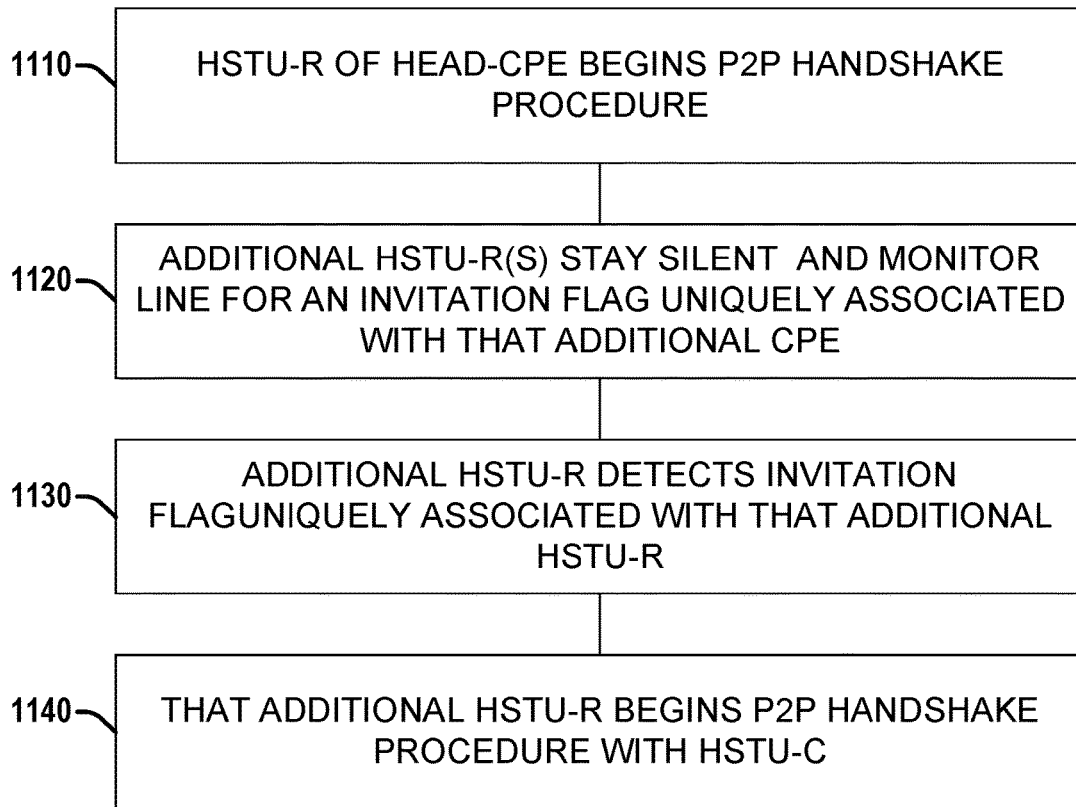 1110
HSTU-R OF HEAD-CPE BEGINS P2P HANDSHAKE
PROCEDURE
1120
ADDITIONAL HSTU-R(S) STAY SILENT AND MONITOR
LINE FOR AN INVITATION FLAG UNIQUELY ASSOCIATED
WITH THAT ADDITIONAL CPE
1130
ADDITIONAL HSTU-R DETECTS INVITATION
FLAGUNIQUELY ASSOCIATED WITH THAT ADDITIONAL
HSTU-R
1140
THAT ADDITIONAL HSTU-R BEGINS P2P HANDSHAKE
PROCEDURE WITH HSTU-C